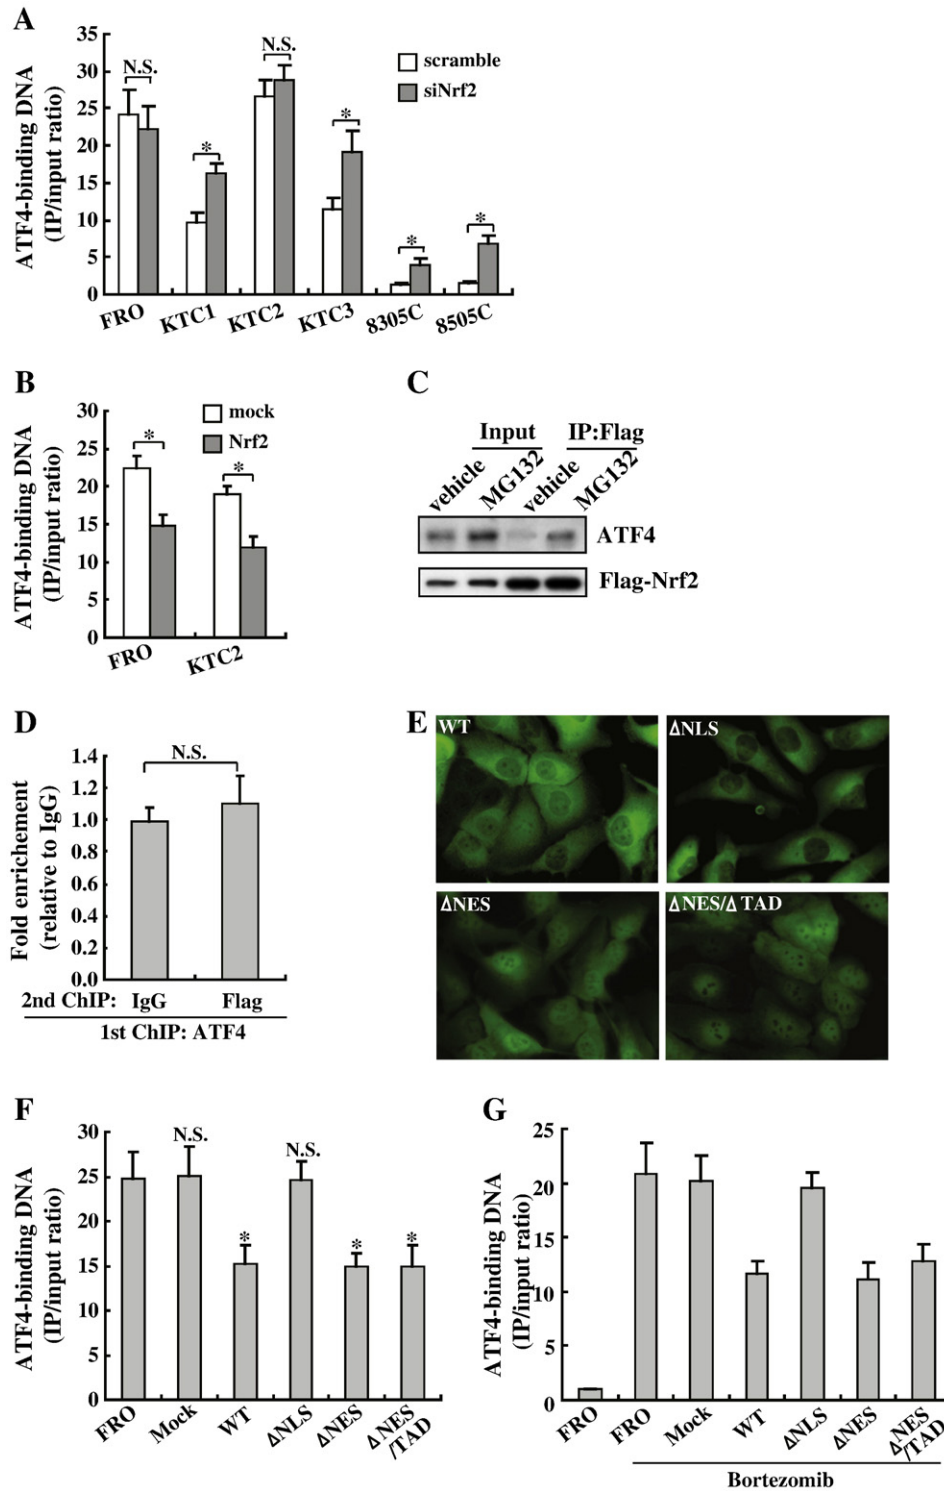 A
ATF4-binding DNA
(IP/input ratio)
35
30
25
20
15
10
5
0
N.S.
*
N.S.
*
*
*
scramble
siNrf2
FRO
KTC1
KTC2
KTC3
8305C
8505C
B
ATF4-binding DNA
(IP/input ratio)
30
25
20
15
10
5
0
*
*
mock
Nrf2
FRO
KTC2
C
Input
IP:Flag
vehicle
MG132
vehicle
MG132
ATF4
Flag-Nrf2
D
Fold enrichement
(relative to IgG)
1.4
1.2
1.0
0.8
0.6
0.4
0.2
0.0
N.S.
2nd ChIP: IgG Flag
1st ChIP: ATF4
E
WT
ΔNLS
ΔNES
ΔNES/Δ TAD
F
ATF4-binding DNA
(IP/input ratio)
30
25
20
15
10
5
0
N.S.
*
N.S.
*
*
FRO
Mock
WT
ΔNLS
ΔNES
ΔNES
/TAD
G
ATF4-binding DNA
(IP/input ratio)
25
20
15
10
5
0
FRO
FRO
Mock
WT
ΔNLS
ΔNES
ΔNES
/TAD
Bortezomib